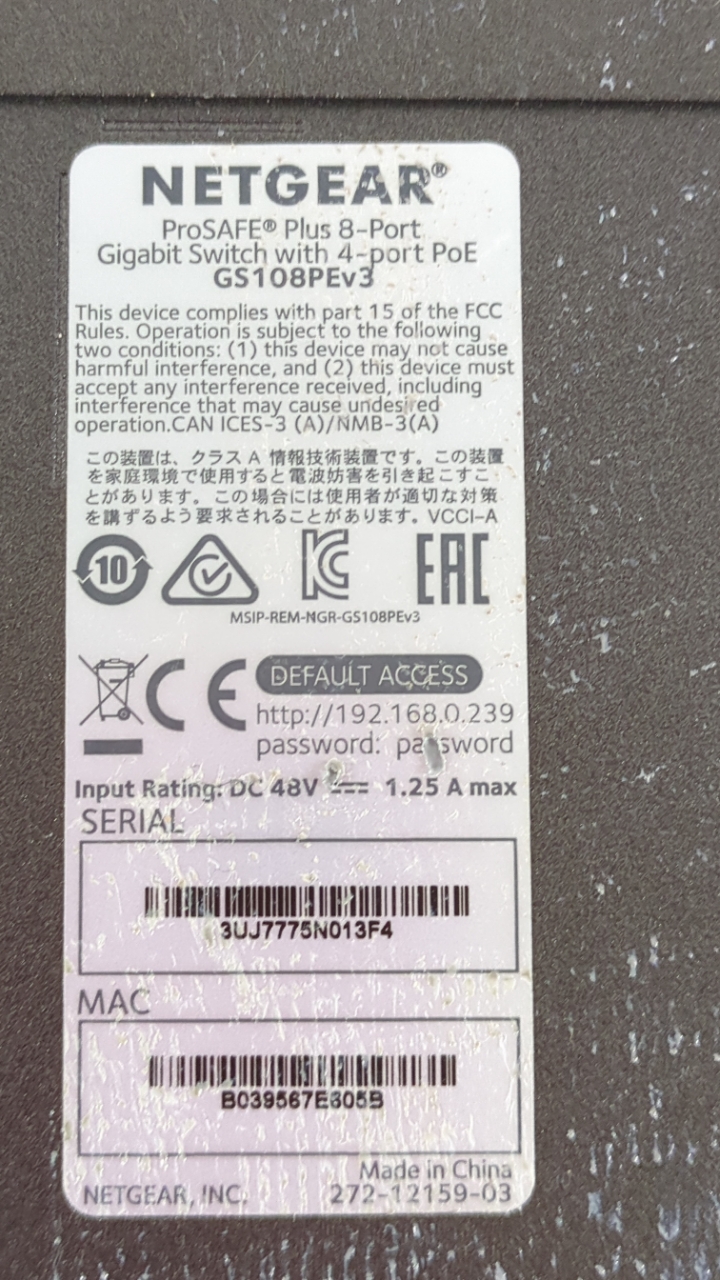 NETGEAR®
ProSAFE® Plus 8-Port
Gigabit Switch with 4-port PoE
GS108PEv3
This device complies with part 15 of the FCC
Rules. Operation is subject to the following
two conditions: (1) this device may not cause
harmful interference, and (2) this device must
accept any interference received, including
interference that may cause undesired
operation.CAN ICES-3 (A)/NMB-3(A)
この装置は、クラス A 情報技術装置です。この装置
を家庭環境で使用すると電波妨害を引き起こすこ
とがあります。この場合には使用者が適切な対策
を講ずるよう要求されることがあります。VCCI-A
10
EAC
MSIP-REM-NGR-GS108PEv3
CE
DEFAULT ACCESS
http://192.168.0.239
password: password
Input Rating: DC 48V ⎓ 1.25 A max
SERIAL
3UJ7775N013F4
MAC
B039567E605B
Made in China
NETGEAR, INC. 272-12159-03